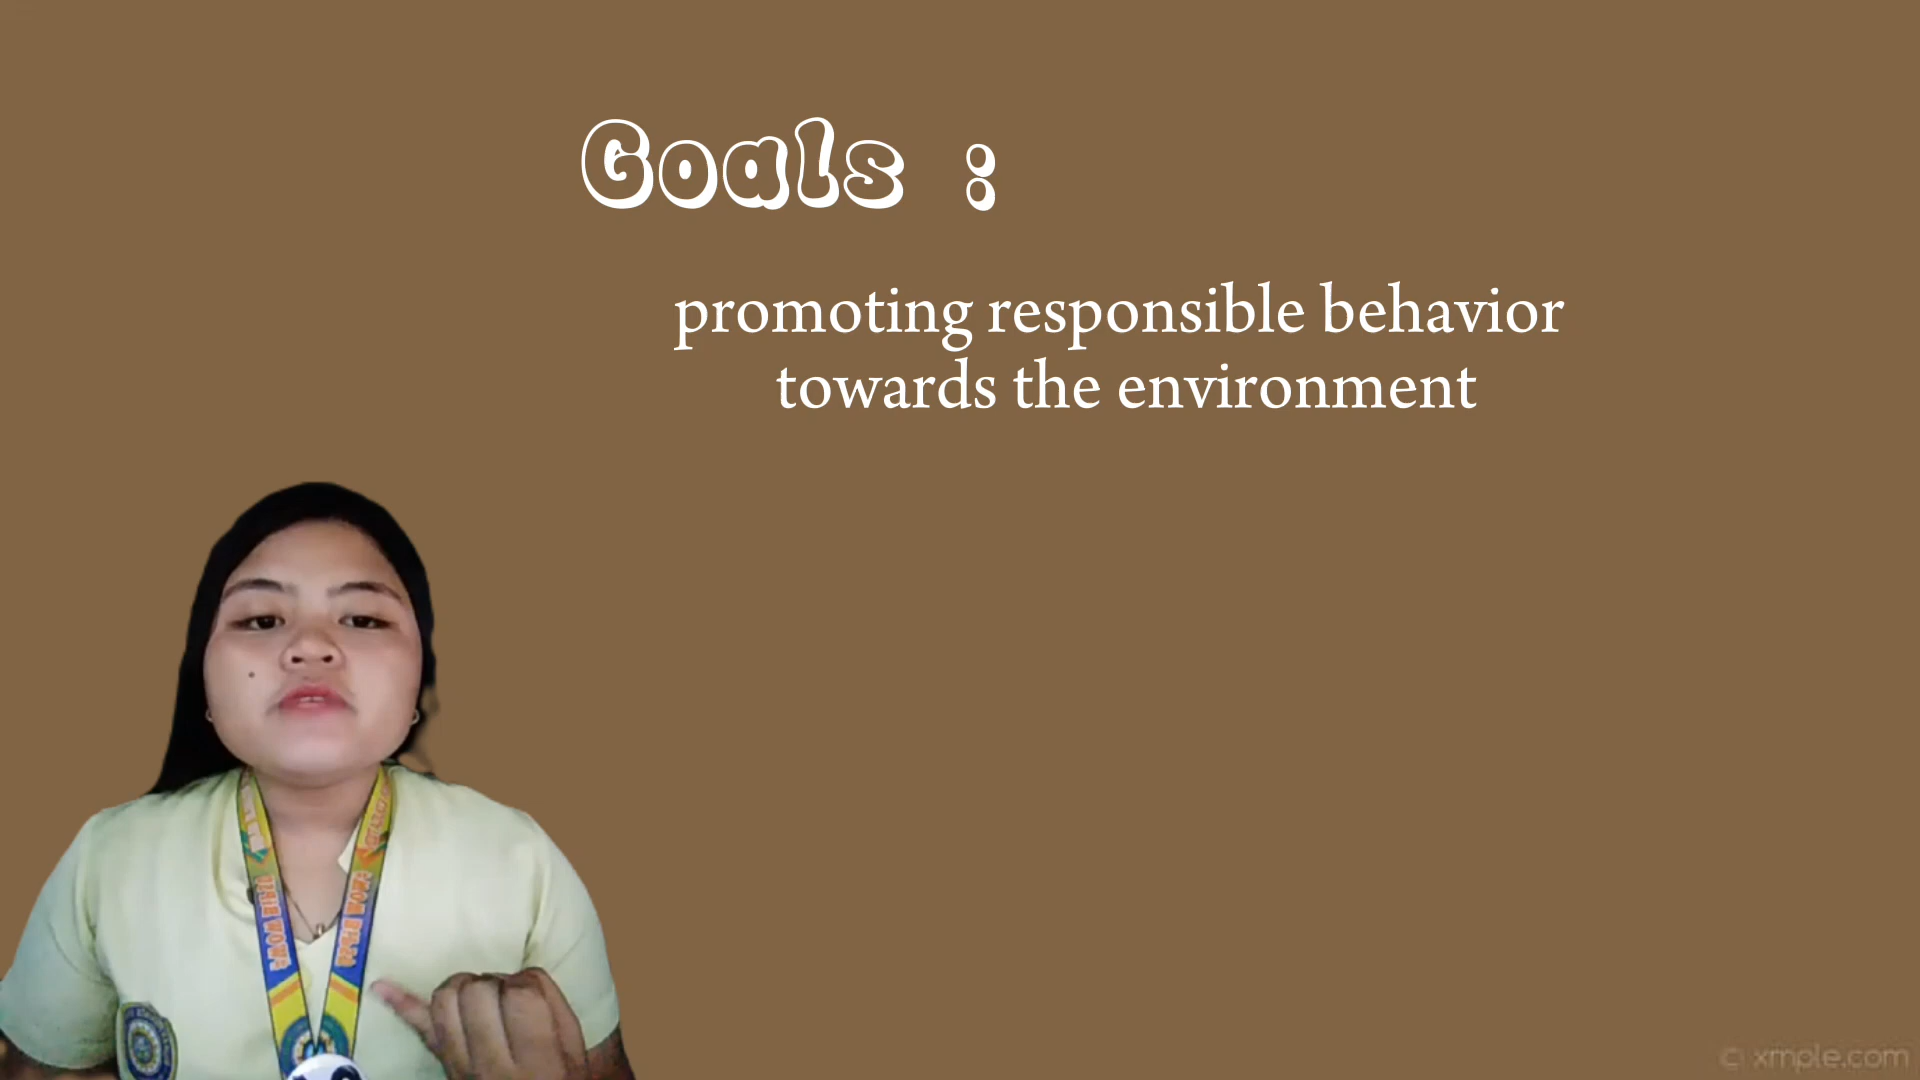 Goals :
promoting responsible behavior
towards the environment
xmple.com